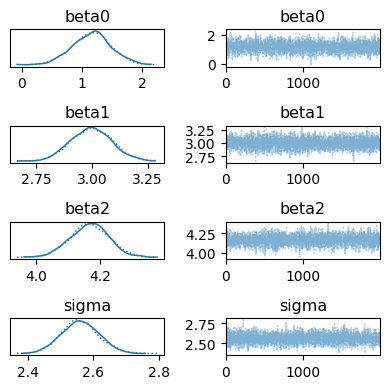 beta0 beta0
2
0
0 1 2 0 1000
beta1 beta1
3.25
3.00
2.75
2.75 3.00 3.25 0 1000
beta2 beta2
4.25
4.00
4.0 4.2 0 1000
sigma sigma
2.75
2.50
2.4 2.6 2.8 0 1000